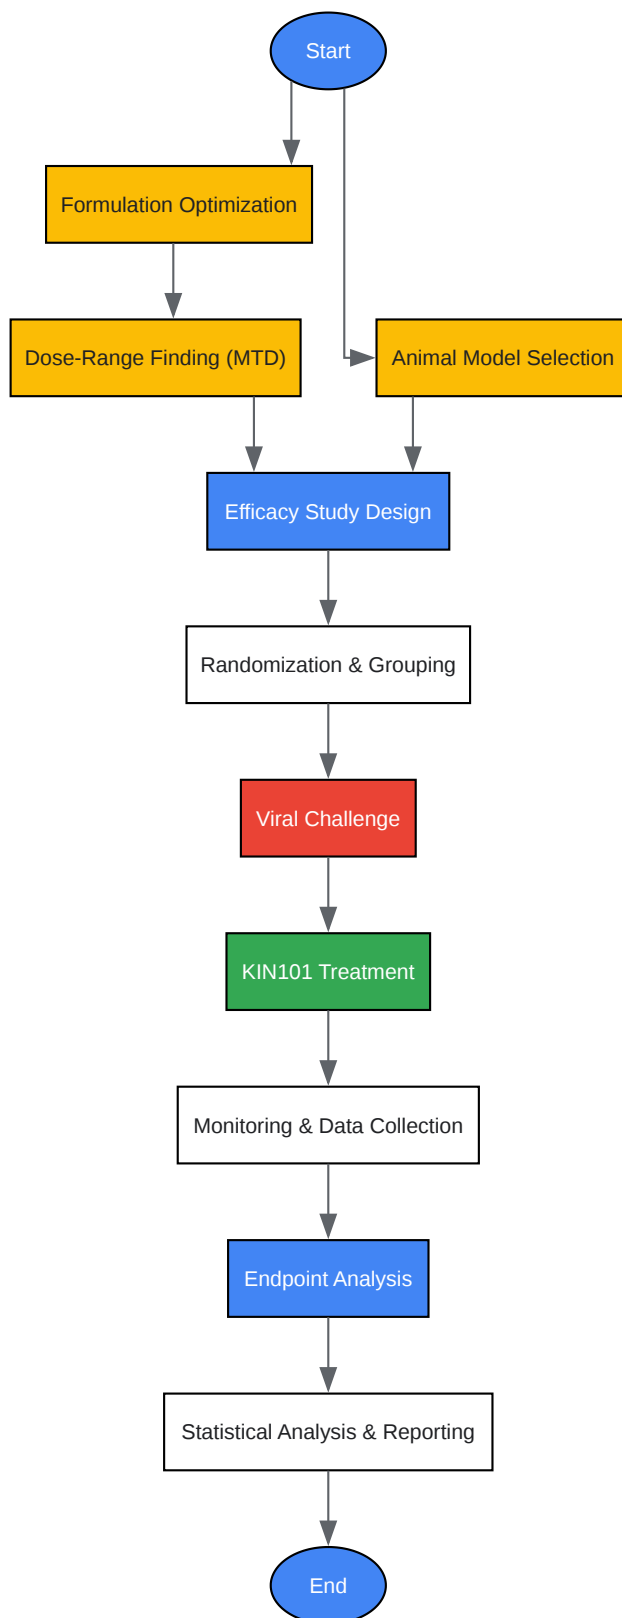 Start
Formulation Optimization
Dose-Range Finding (MTD)
Animal Model Selection
Efficacy Study Design
Randomization & Grouping
Viral Challenge
KIN101 Treatment
Monitoring & Data Collection
Endpoint Analysis
Statistical Analysis & Reporting
End